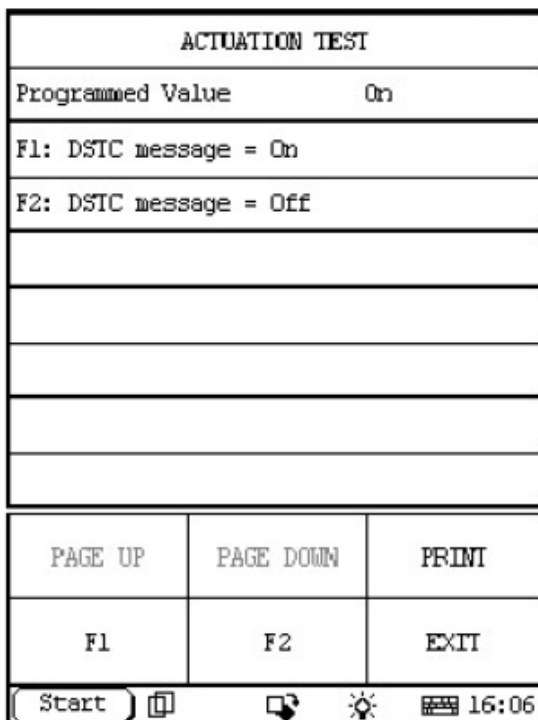 ACTUATION TEST
Programmed Value On
F1: DSTC message = On
F2: DSTC message = Off
PAGE UP PAGE DOWN PRINT
F1 F2 EXIT
Start 16:06